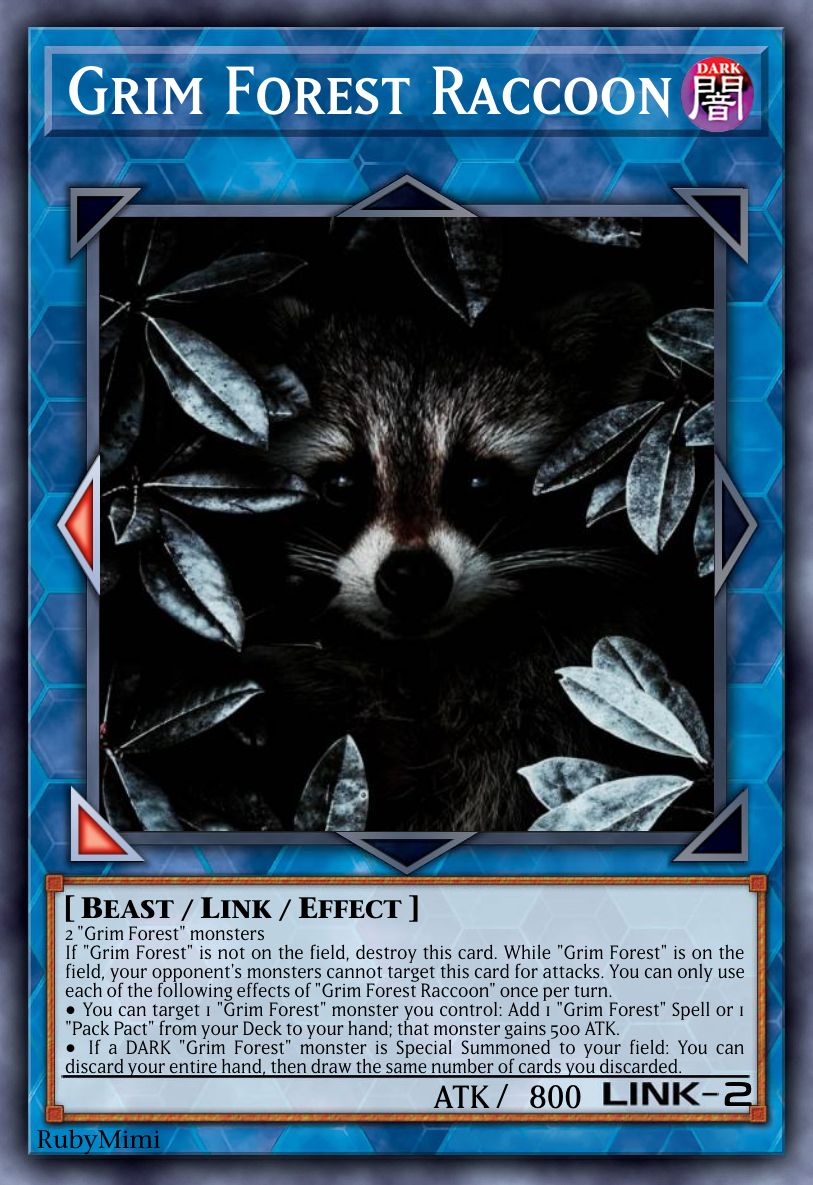 Grim Forest Raccoon
DARK
闇
[ Beast / Link / Effect ]
2 "Grim Forest" monsters
If "Grim Forest" is not on the field, destroy this card. While "Grim Forest" is on the
field, your opponent's monsters cannot target this card for attacks. You can only use
each of the following effects of "Grim Forest Raccoon" once per turn.
● You can target 1 "Grim Forest" monster you control: Add 1 "Grim Forest" Spell or 1
"Pack Pact" from your Deck to your hand; that monster gains 500 ATK.
● If a DARK "Grim Forest" monster is Special Summoned to your field: You can
discard your entire hand, then draw the same number of cards you discarded.
ATK / 800 LINK-2
RubyMimi